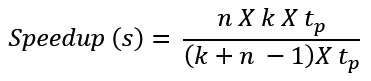 Speedup (s) = n X k X t_p / (k + n − 1)X t_p